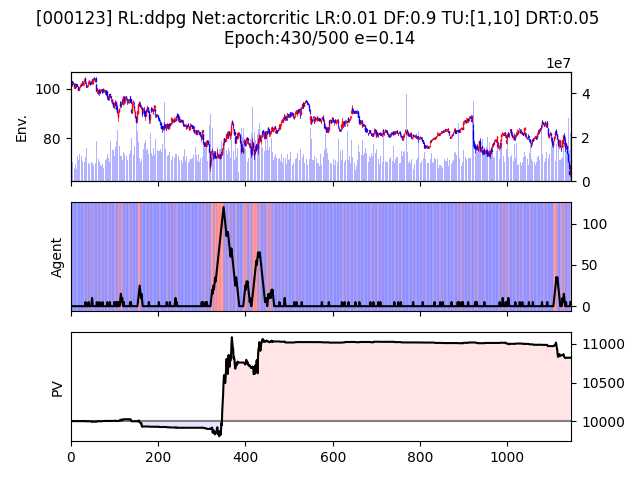 [000123] RL:ddpg Net:actorcritic LR:0.01 DF:0.9 TU:[1,10] DRT:0.05
Epoch:430/500 e=0.14
1e7
100
80
Env.
4
2
0
Agent
100
50
0
PV
11000
10500
10000
0 200 400 600 800 1000